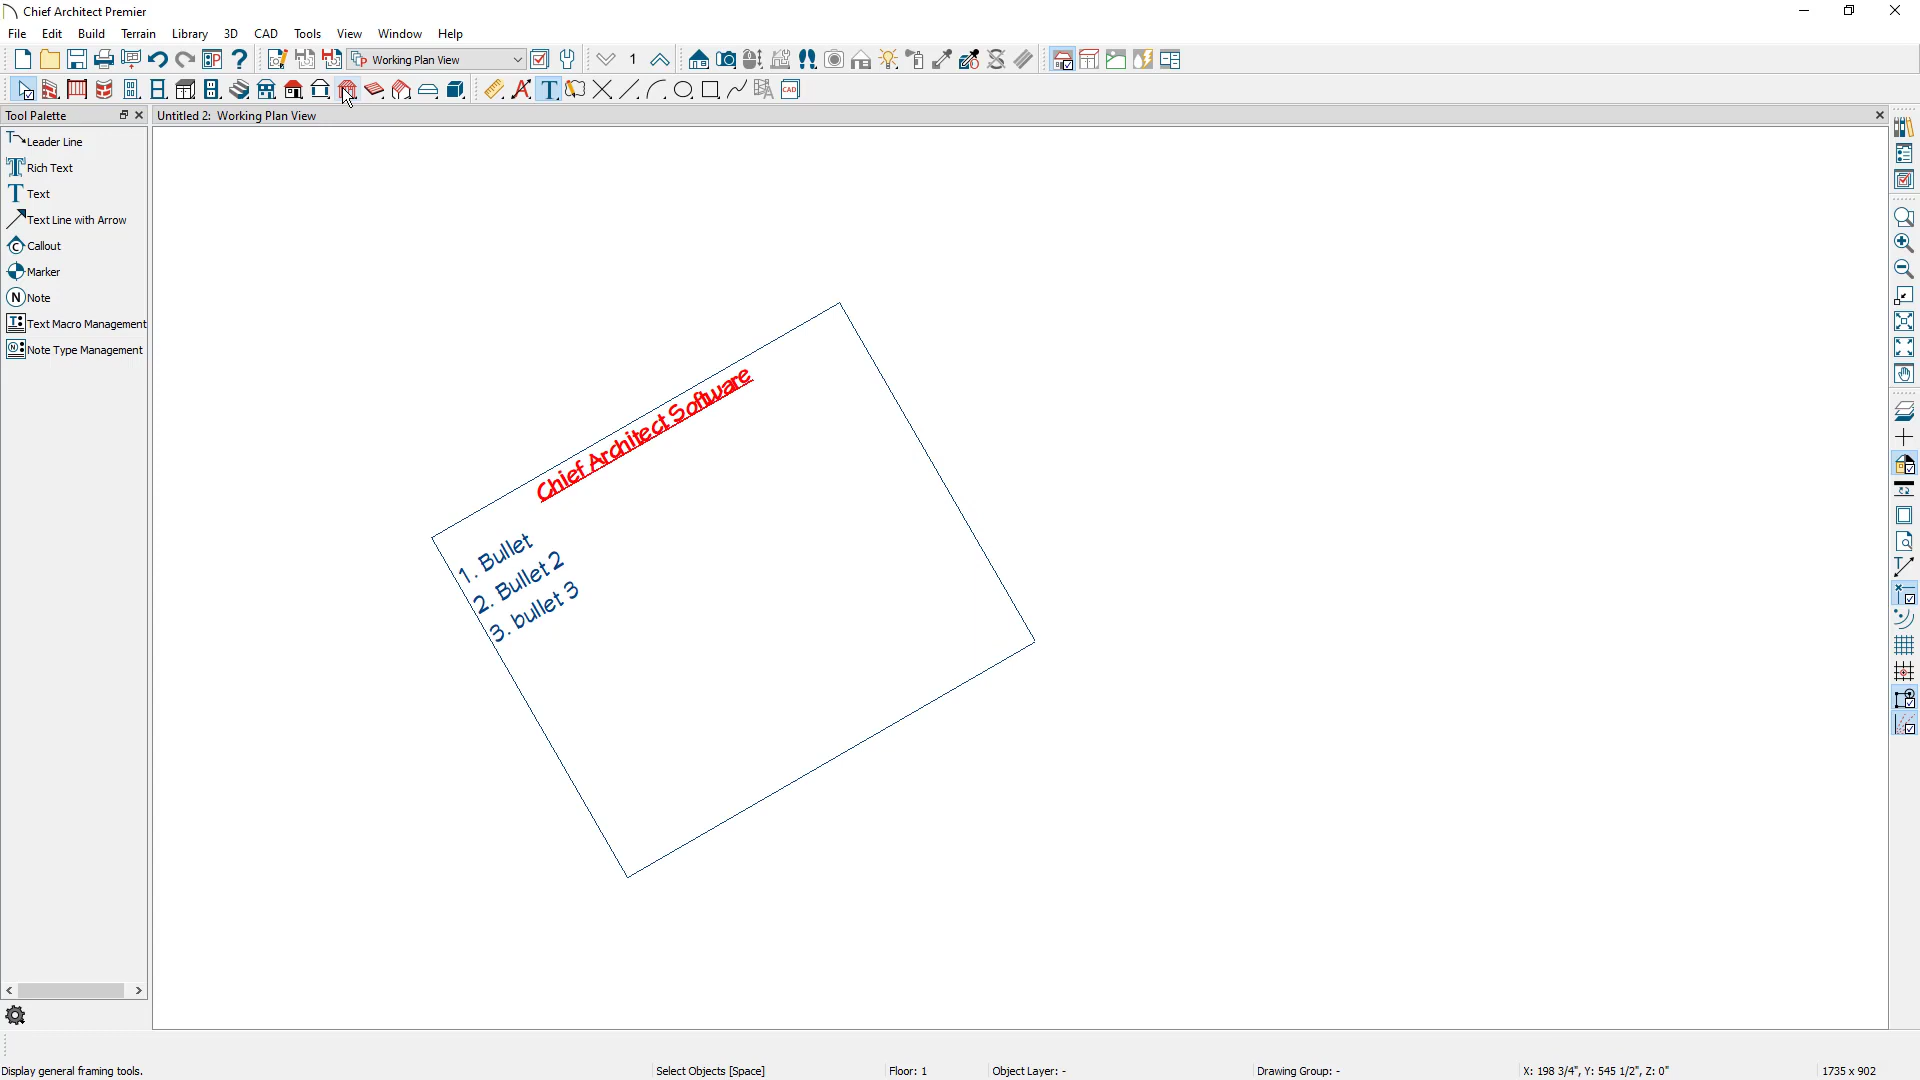 Chief Architect Premier
File Edit Build Terrain Library 3D CAD Tools View Window Help
Working Plan View 1
CAD
Tool Palette
Untitled 2: Working Plan View
Leader Line
Rich Text
Text
Text Line with Arrow
Callout
Marker
Note
Text Macro Management
Note Type Management
Chief Architect Software
1. Bullet
2. Bullet 2
3. bullet 3
Display general framing tools. Select Objects [Space] Floor: 1 Object Layer: - Drawing Group: - X: 198 3/4", Y: 545 1/2", Z: 0" 1735 x 902